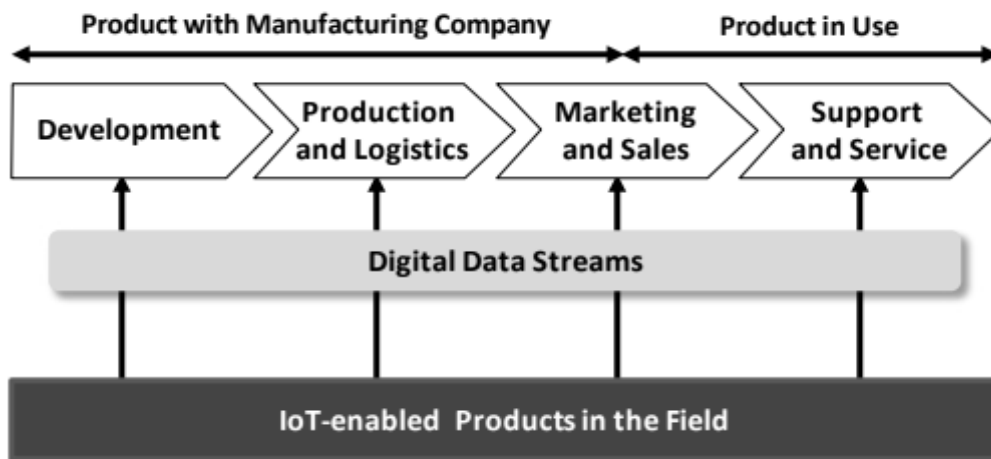 Product with Manufacturing Company
Product in Use
Development
Production
and Logistics
Marketing
and Sales
Support
and Service
Digital Data Streams
IoT-enabled Products in the Field